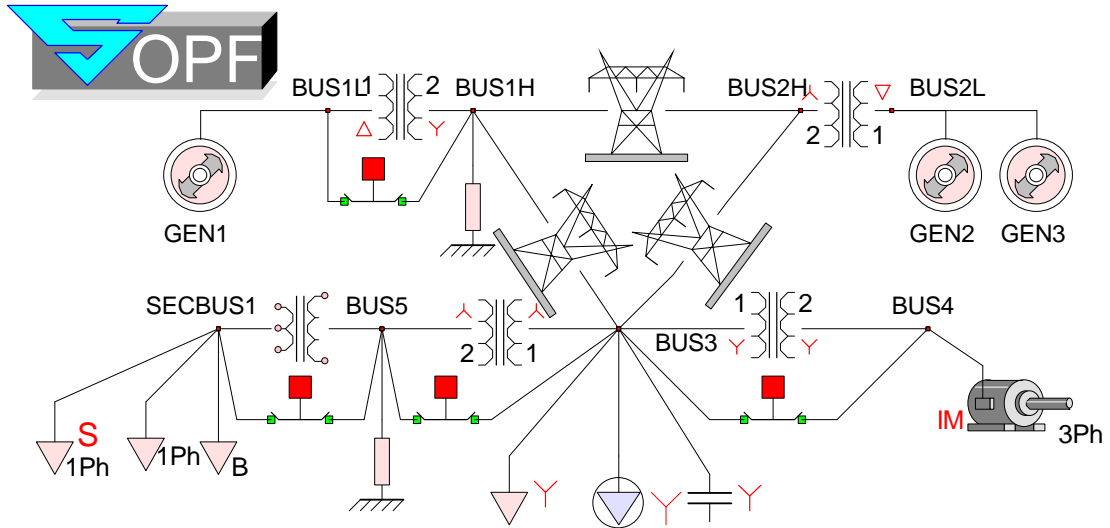 S OPF
BUS1L 1 2 BUS1H BUS2H BUS2L
2 1
GEN1 GEN2 GEN3
SECBUS1 BUS5 BUS3 1 2 BUS4
2 1
S
1Ph 1Ph B
IM 3Ph